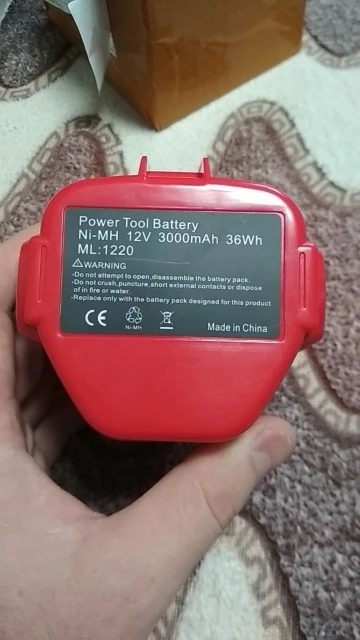 Power Tool Battery
Ni-MH 12V 3000mAh 36Wh
ML:1220
WARNING
-Do not attempt to open,disassemble the battery pack.
-Do not crush,puncture,short external contacts or dispose
of in fire or water.
-Replace only with the battery pack designed for this product.
CE
Ni-MH
Made in China